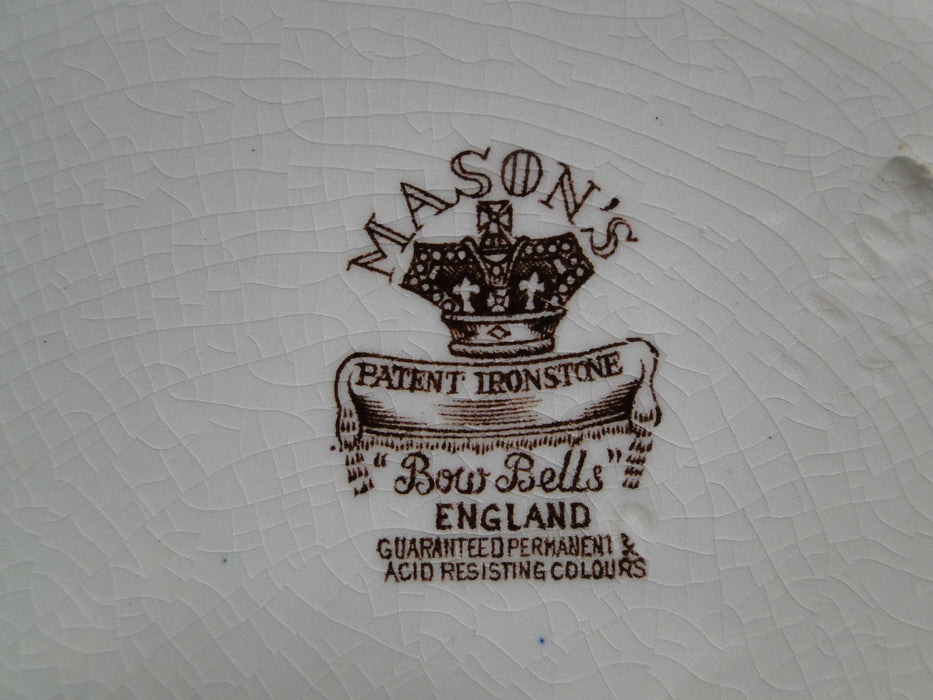 MASON'S
PATENT IRONSTONE
"Bow Bells"
ENGLAND
GUARANTEED PERMANENT &
ACID RESISTING COLOURS